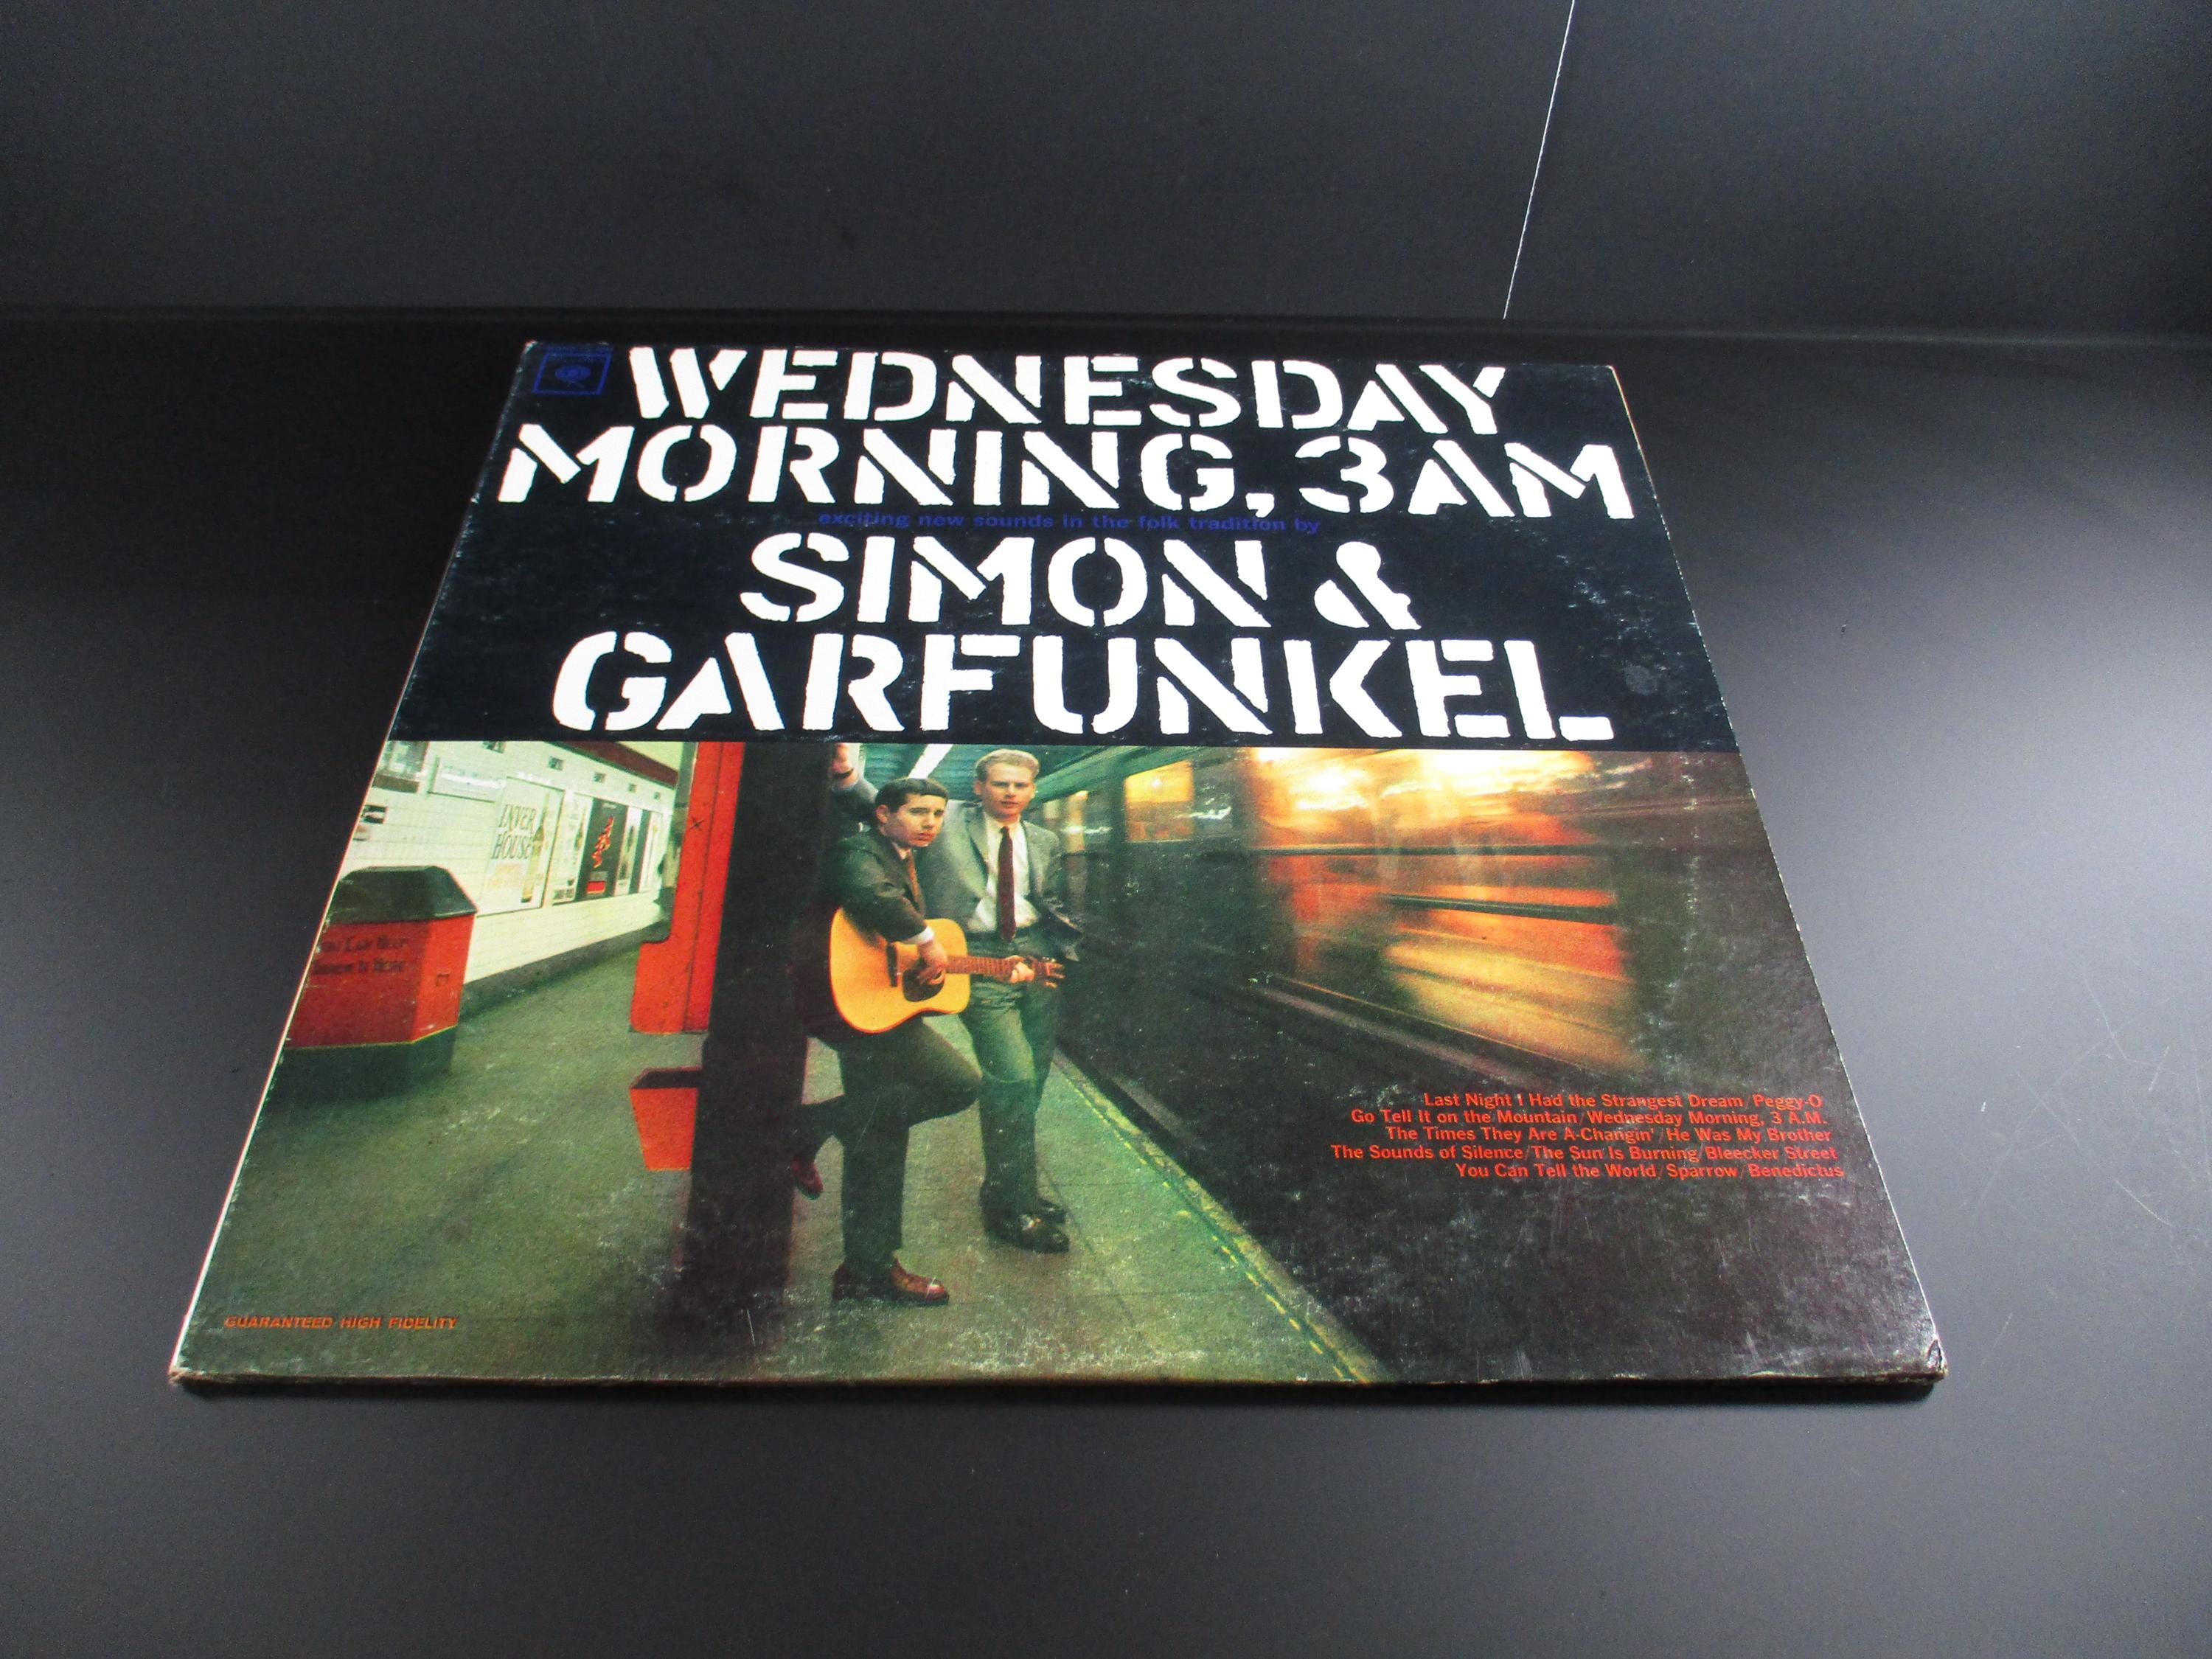 WEDNESDAY
MORNING, 3AM
exciting new sounds in the folk tradition by
SIMON &
GARFUNKEL
INVER
HOUSE
Last Night I Had the Strangest Dream/Peggy-O
Go Tell It on the Mountain/Wednesday Morning, 3 A.M.
The Times They Are A-Changin'/He Was My Brother
The Sounds of Silence/The Sun Is Burning/Bleecker Street
You Can Tell the World/Sparrow/Benedictus
GUARANTEED HIGH FIDELITY